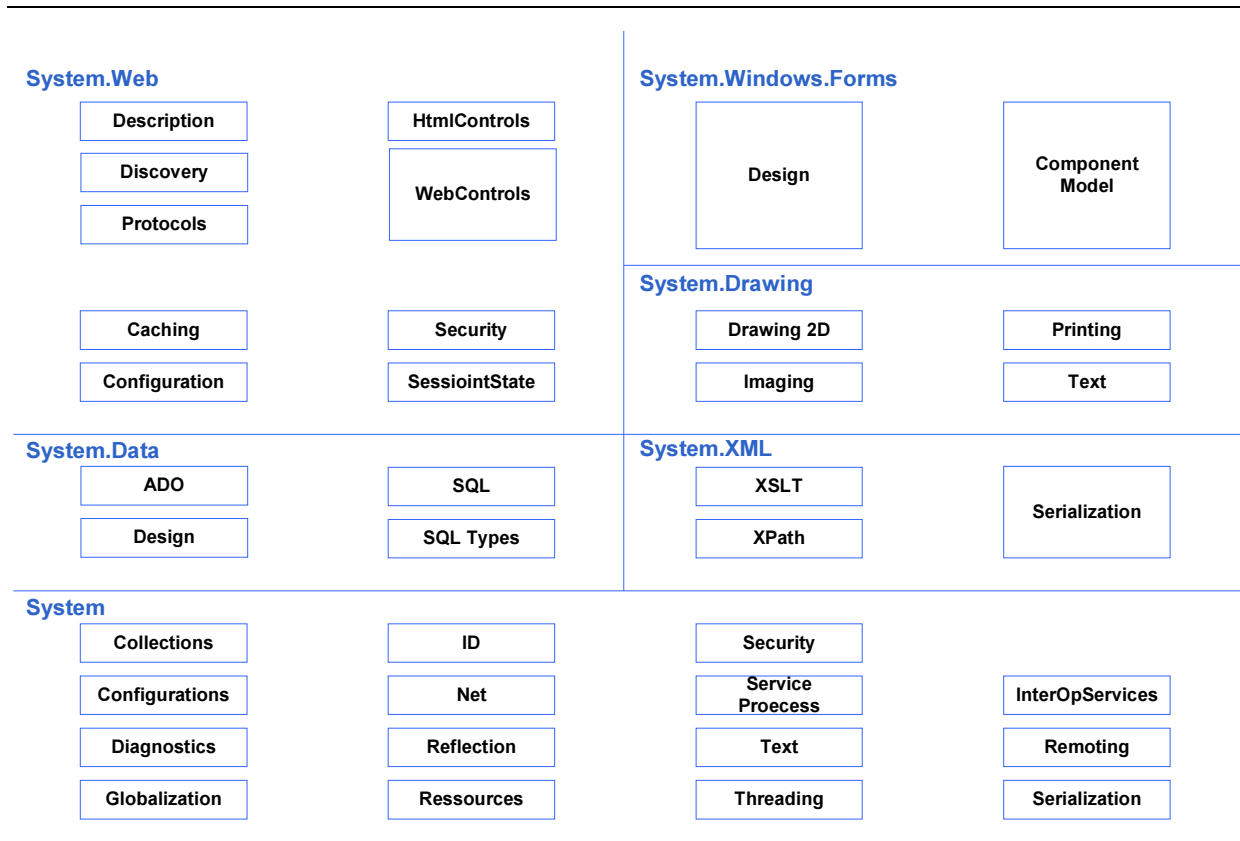 System.Web
Description
HtmlControls
Discovery
WebControls
Protocols
Caching
Security
Configuration
SessiointState
System.Windows.Forms
Design
Component
Model
System.Drawing
Drawing 2D
Printing
Imaging
Text
System.Data
ADO
SQL
Design
SQL Types
System.XML
XSLT
Serialization
XPath
System
Collections
ID
Security
Configurations
Net
Service
Proecess
InterOpServices
Diagnostics
Reflection
Text
Remoting
Globalization
Ressources
Threading
Serialization